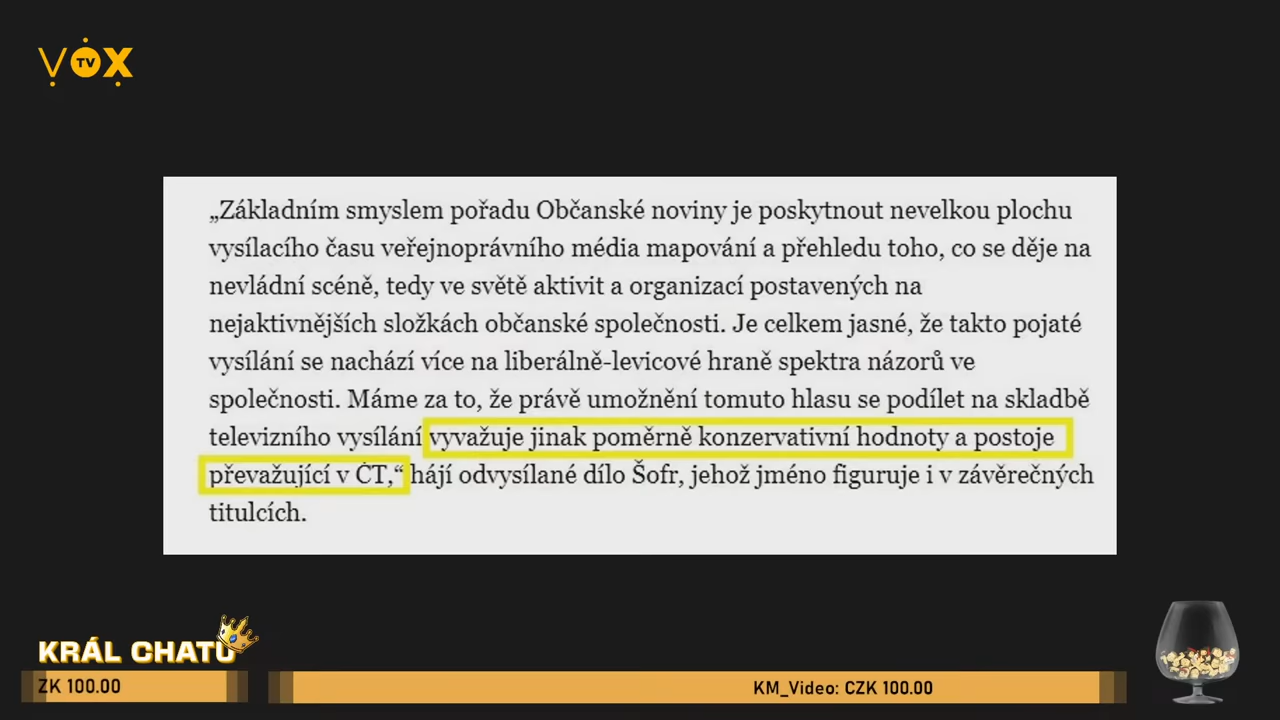 VOX
TV
„Základním smyslem pořadu Občanské noviny je poskytnout nevelkou plochu
vysílacího času veřejnoprávního média mapování a přehledu toho, co se děje na
nevládní scéně, tedy ve světě aktivit a organizací postavených na
nejaktivnějších složkách občanské společnosti. Je celkem jasné, že takto pojaté
vysílání se nachází více na liberálně-levicové hraně spektra názorů ve
společnosti. Máme za to, že právě umožnění tomuto hlasu se podílet na skladbě
televizního vysílání vyvažuje jinak poměrně konzervativní hodnoty a postoje
převažující v ČT,“ hájí odvysílané dílo Šofr, jehož jméno figuruje i v závěrečných
titulcích.
KRÁL CHATU
ZK 100.00
KM_Video: CZK 100.00